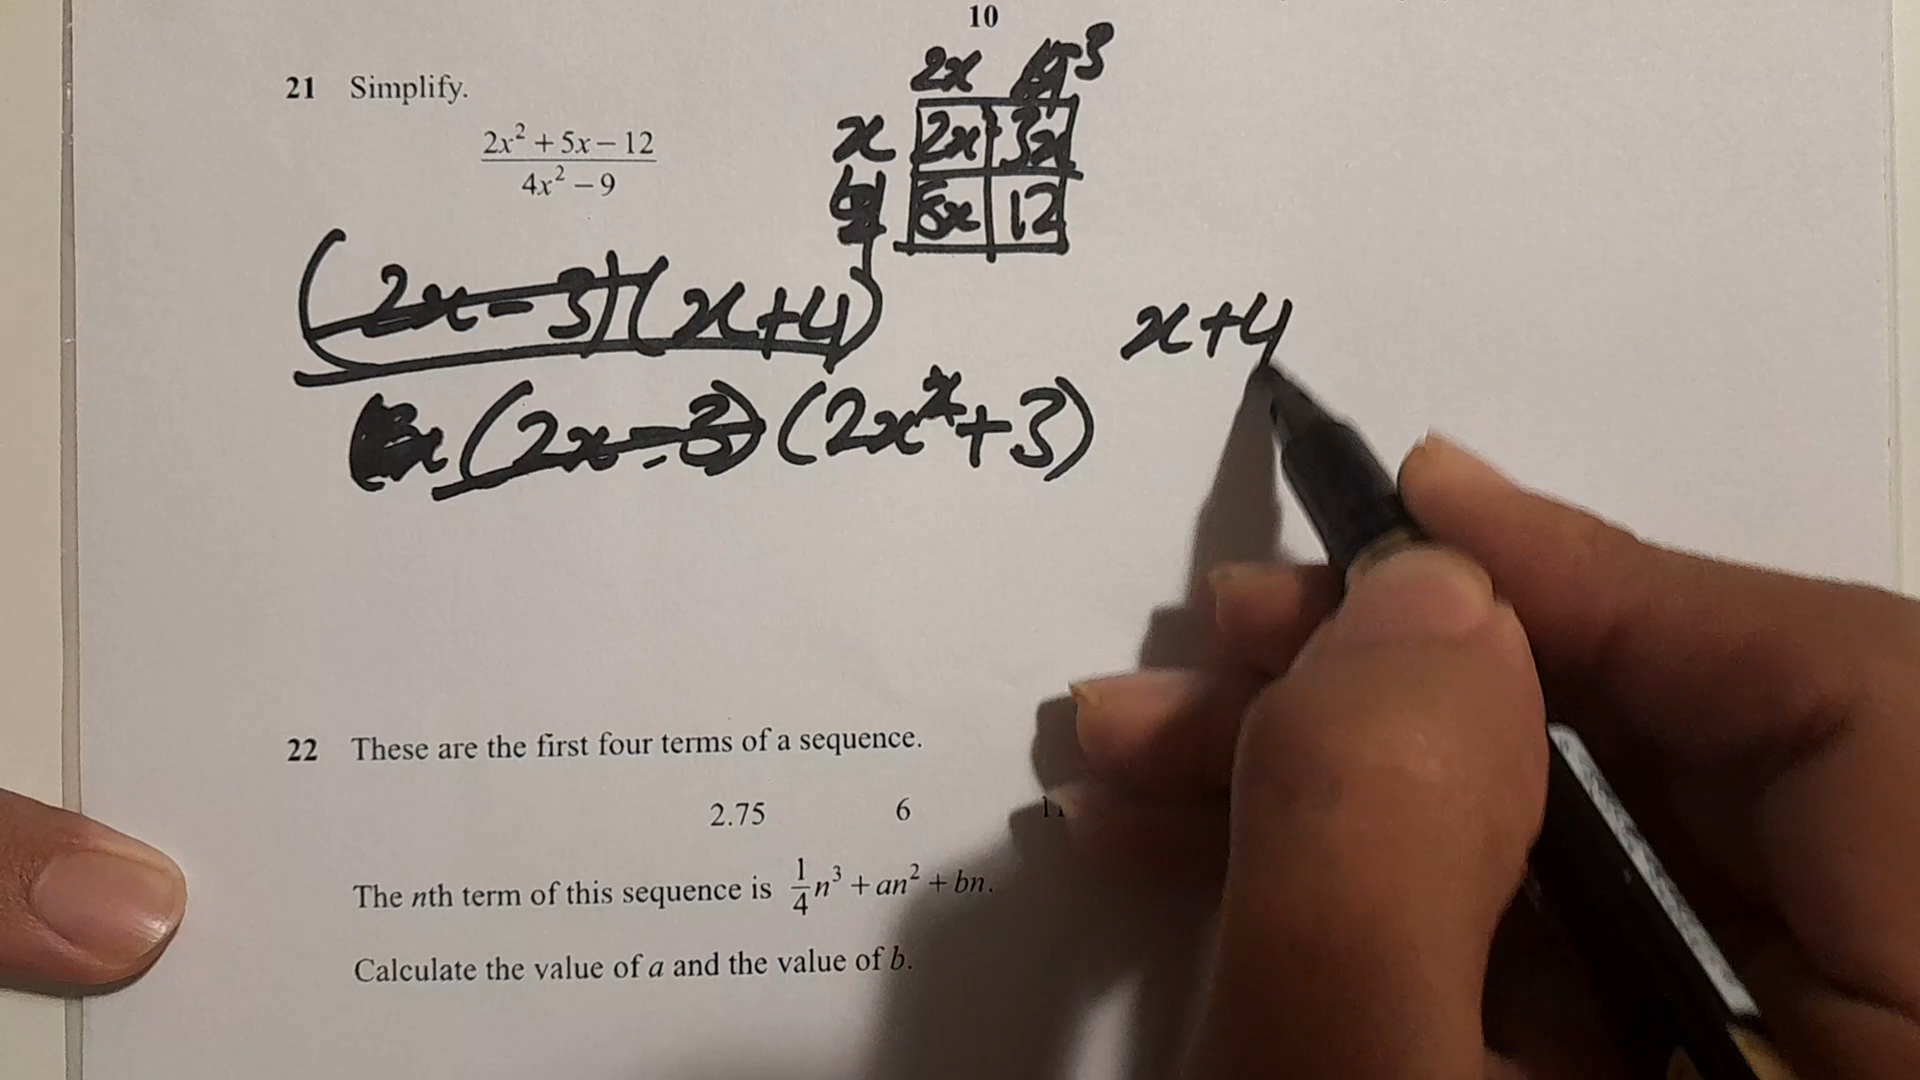 10
21 Simplify.
2x² + 5x – 12
4x² – 9
2x 3
x 2x 3x
8x 12
(2x – 3)(x+4)
(2x – 3) (2x + 3)
x+4
22 These are the first four terms of a sequence.
2.75 6
The nth term of this sequence is 1/4 n³ + an² + bn.
Calculate the value of a and the value of b.